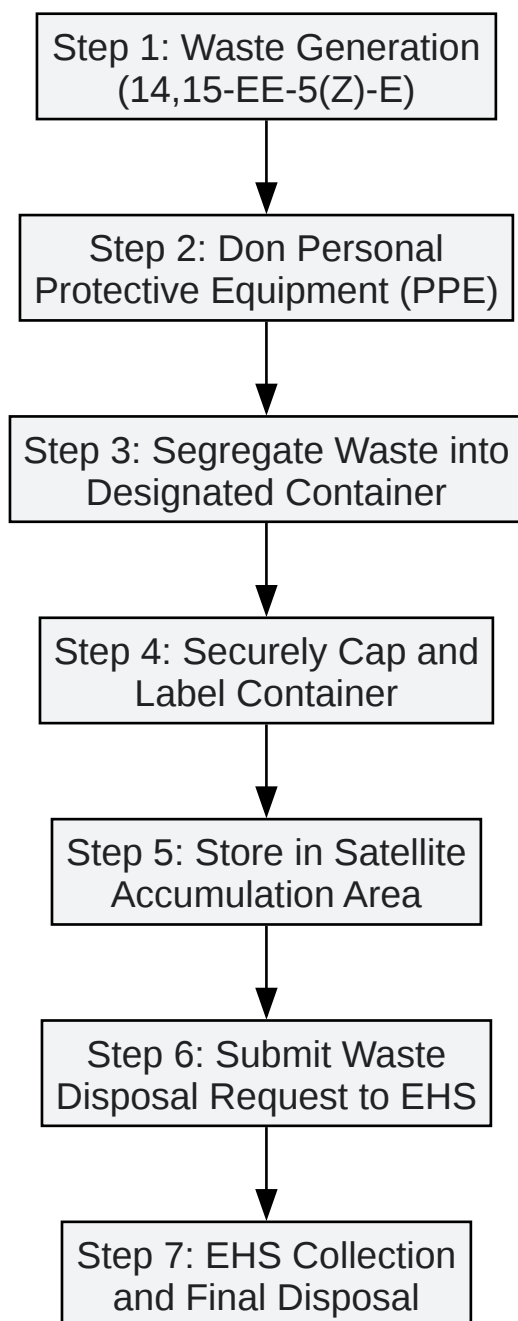 Step 1: Waste Generation
(14,15-EE-5(Z)-E)
Step 2: Don Personal
Protective Equipment (PPE)
Step 3: Segregate Waste into
Designated Container
Step 4: Securely Cap and
Label Container
Step 5: Store in Satellite
Accumulation Area
Step 6: Submit Waste
Disposal Request to EHS
Step 7: EHS Collection
and Final Disposal